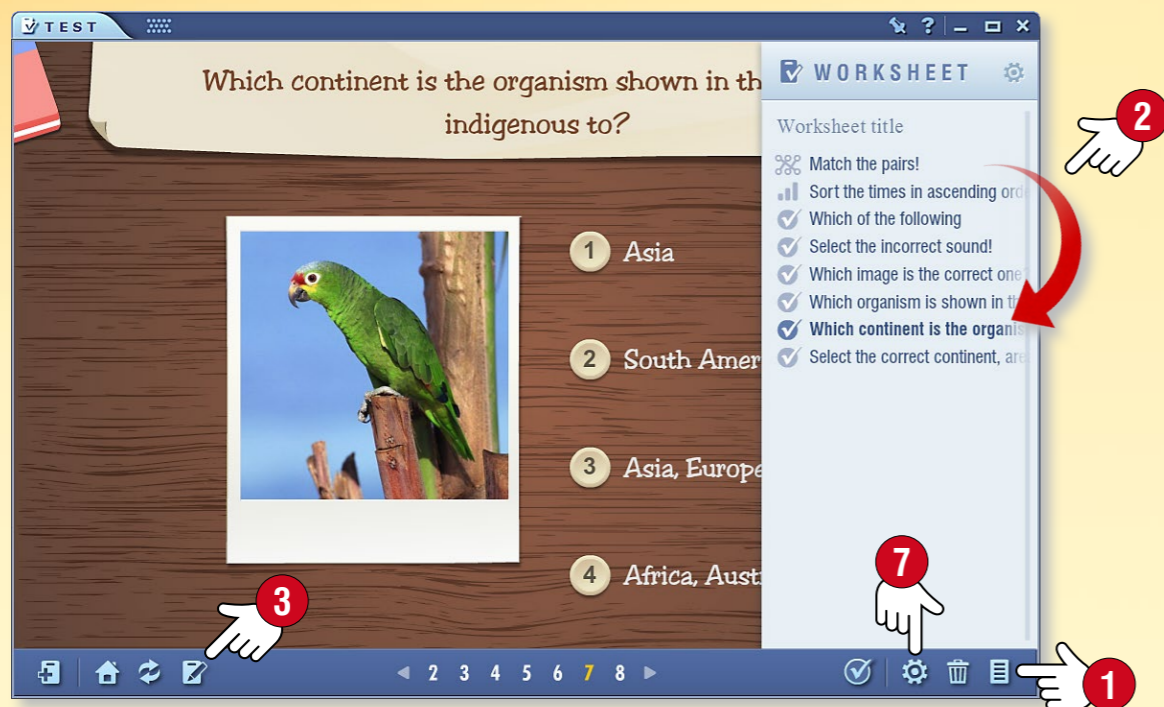 TEST
?
Which continent is the organism shown in th
indigenous to?
1 Asia
2 South Amer
3 Asia, Europe
4 Africa, Aust
WORKSHEET
Worksheet title
Match the pairs!
Sort the times in ascending orde
Which of the following
Select the incorrect sound!
Which image is the correct one?
Which organism is shown in th
Which continent is the organis
Select the correct continent, are
2
7
3
1
2 3 4 5 6 7 8